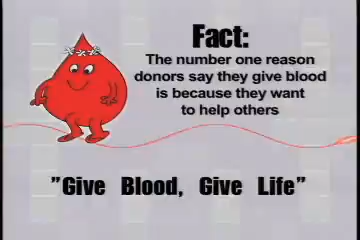 Fact:
The number one reason
donors say they give blood
is because they want
to help others
"Give Blood, Give Life"